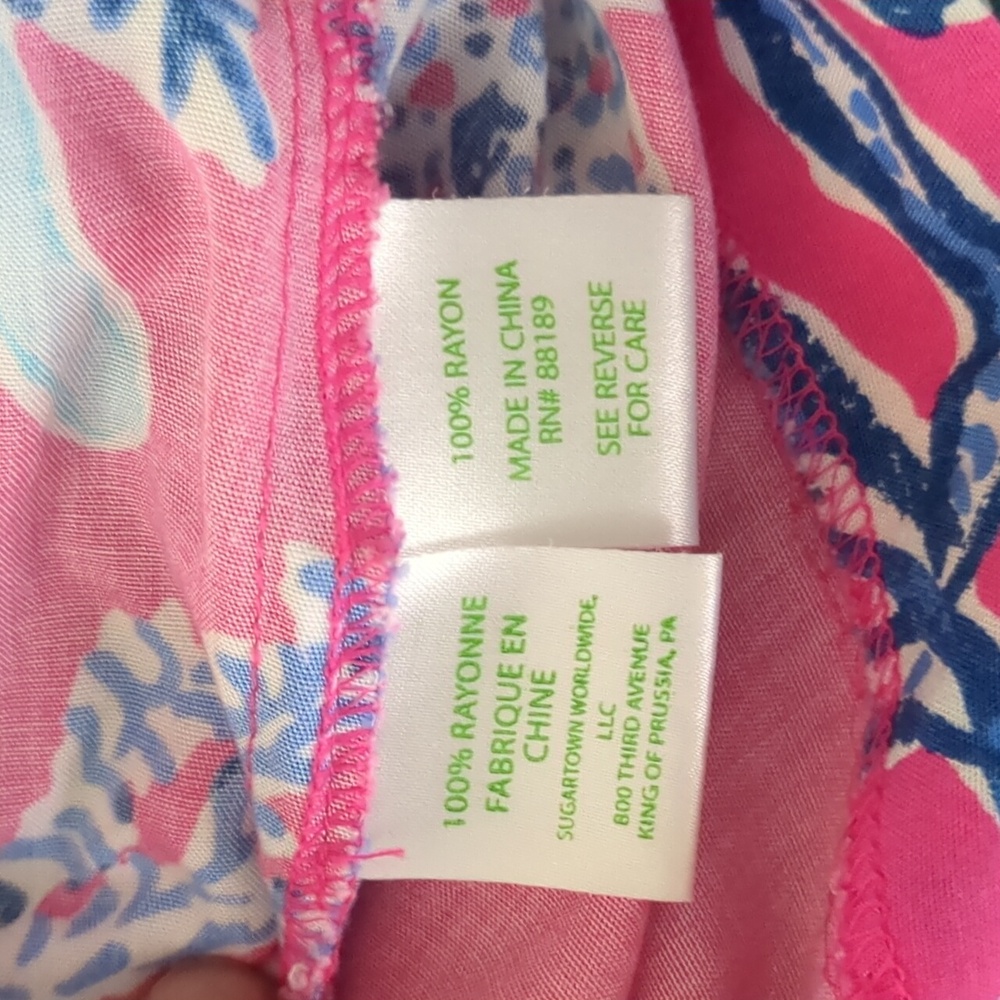 100% RAYON
MADE IN CHINA
RN# 88189
SEE REVERSE
FOR CARE
100% RAYONNE
FABRIQUE EN
CHINE
SUGARTOWN WORLDWIDE,
LLC
800 THIRD AVENUE
KING OF PRUSSIA, PA